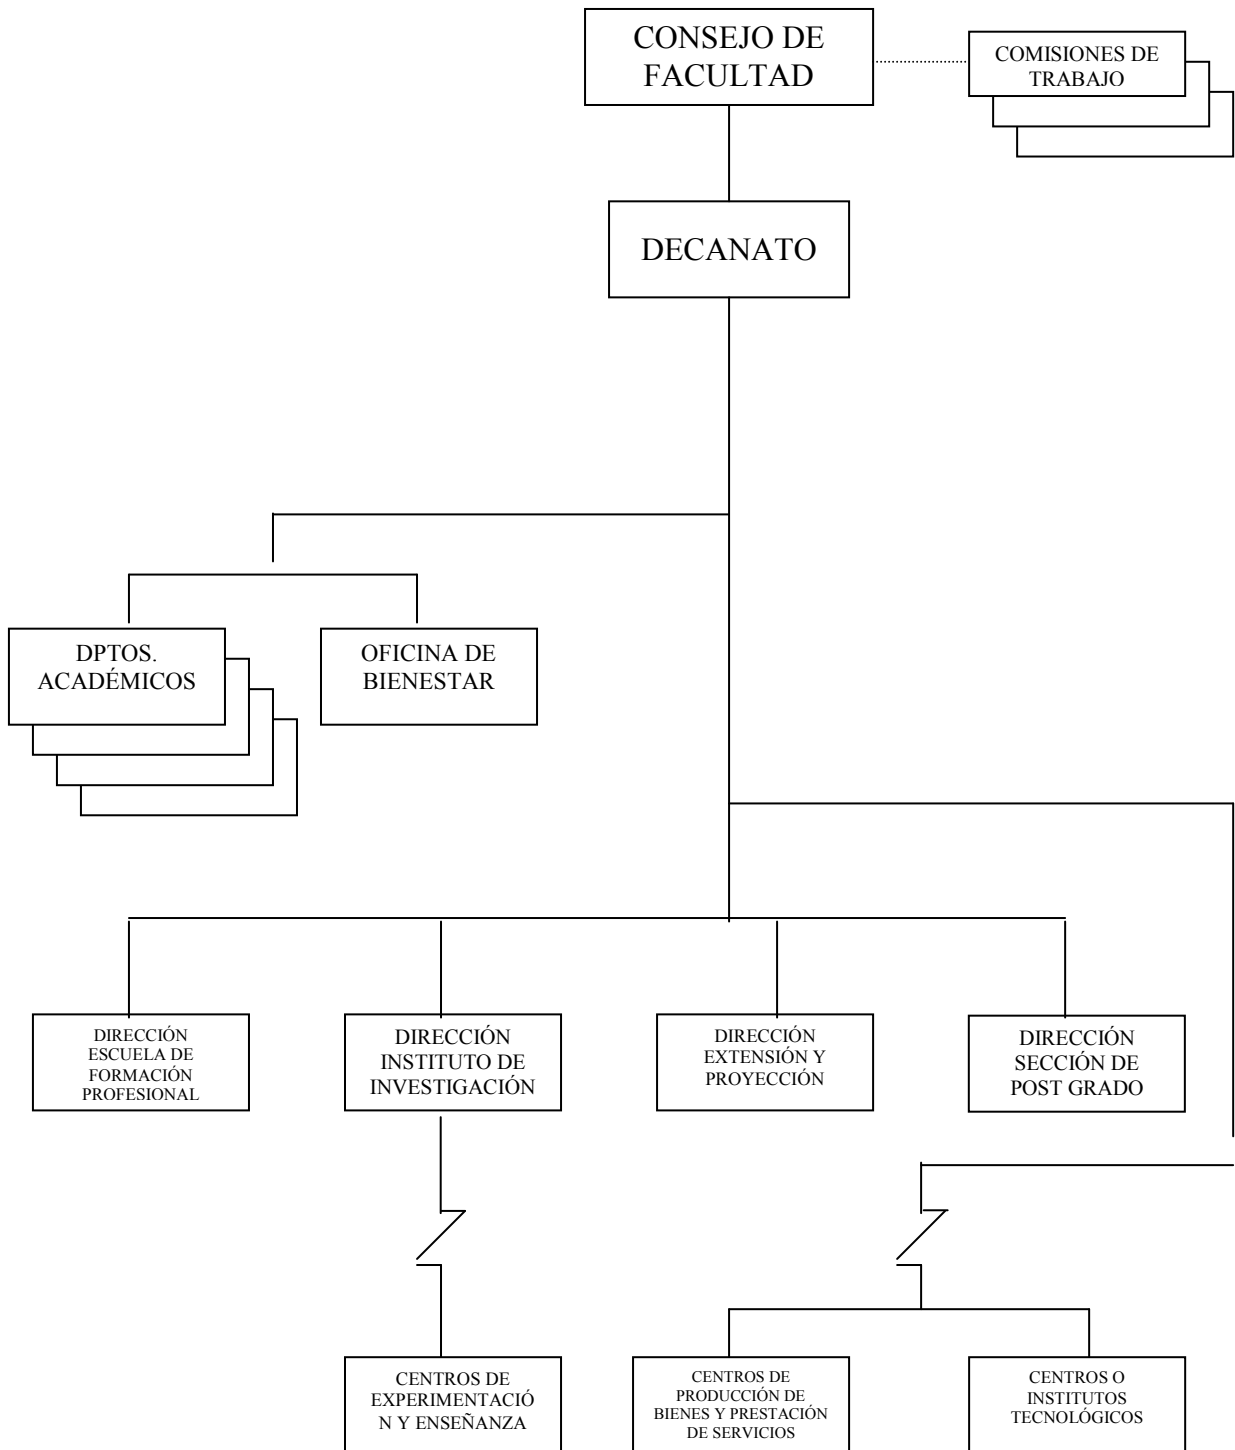 CONSEJO DE
FACULTAD
COMISIONES DE
TRABAJO
DECANATO
DPTOS.
ACADÉMICOS
OFICINA DE
BIENESTAR
DIRECCIÓN
ESCUELA DE
FORMACIÓN
PROFESIONAL
DIRECCIÓN
INSTITUTO DE
INVESTIGACIÓN
DIRECCIÓN
EXTENSIÓN Y
PROYECCIÓN
DIRECCIÓN
SECCIÓN DE
POST GRADO
CENTROS DE
EXPERIMENTACIÓ
N Y ENSEÑANZA
CENTROS DE
PRODUCCIÓN DE
BIENES Y PRESTACIÓN
DE SERVICIOS
CENTROS O
INSTITUTOS
TECNOLÓGICOS